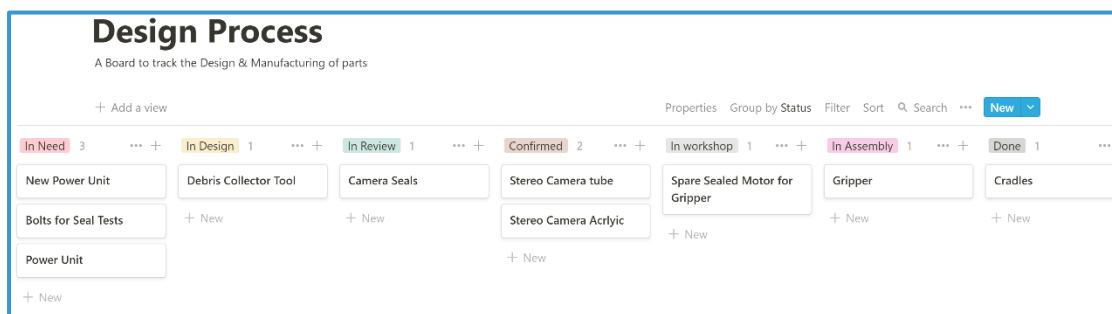 Design Process
A Board to track the Design & Manufacturing of parts
+ Add a view
Properties Group by Status Filter Sort Search ••• New
In Need 3 ••• +
New Power Unit
Bolts for Seal Tests
Power Unit
+ New
In Design 1 ••• +
Debris Collector Tool
+ New
In Review 1 ••• +
Camera Seals
+ New
Confirmed 2 ••• +
Stereo Camera tube
Stereo Camera Acrlyic
+ New
In workshop 1 ••• +
Spare Sealed Motor for
Gripper
+ New
In Assembly 1 ••• +
Gripper
+ New
Done 1 •••
Cradles
+ New